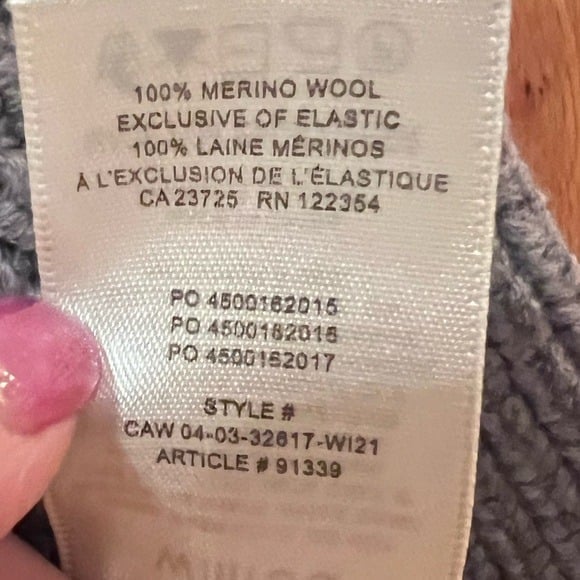 100% MERINO WOOL
EXCLUSIVE OF ELASTIC
100% LAINE MÉRINOS
À L'EXCLUSION DE L'ÉLASTIQUE
CA 23725 RN 122354
PO 4500162015
PO 4500162016
PO 4500162017
STYLE #
CAW 04-03-32617-WI21
ARTICLE # 91339